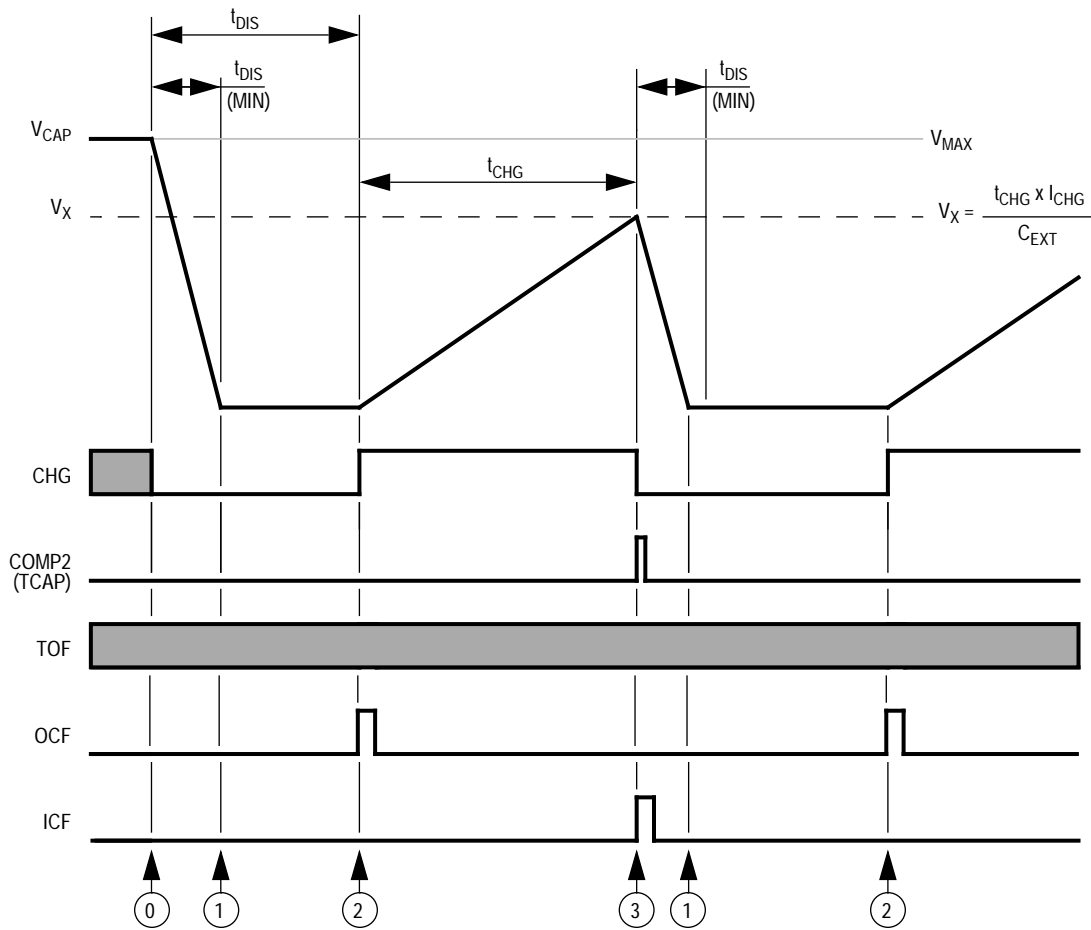 tDIS
tDIS
(MIN)
tDIS
(MIN)
VCAP
VMAX
tCHG
VX
VX = tCHG x ICHG
CEXT
CHG
COMP2
(TCAP)
TOF
OCF
ICF
0 1 2 3 1 2